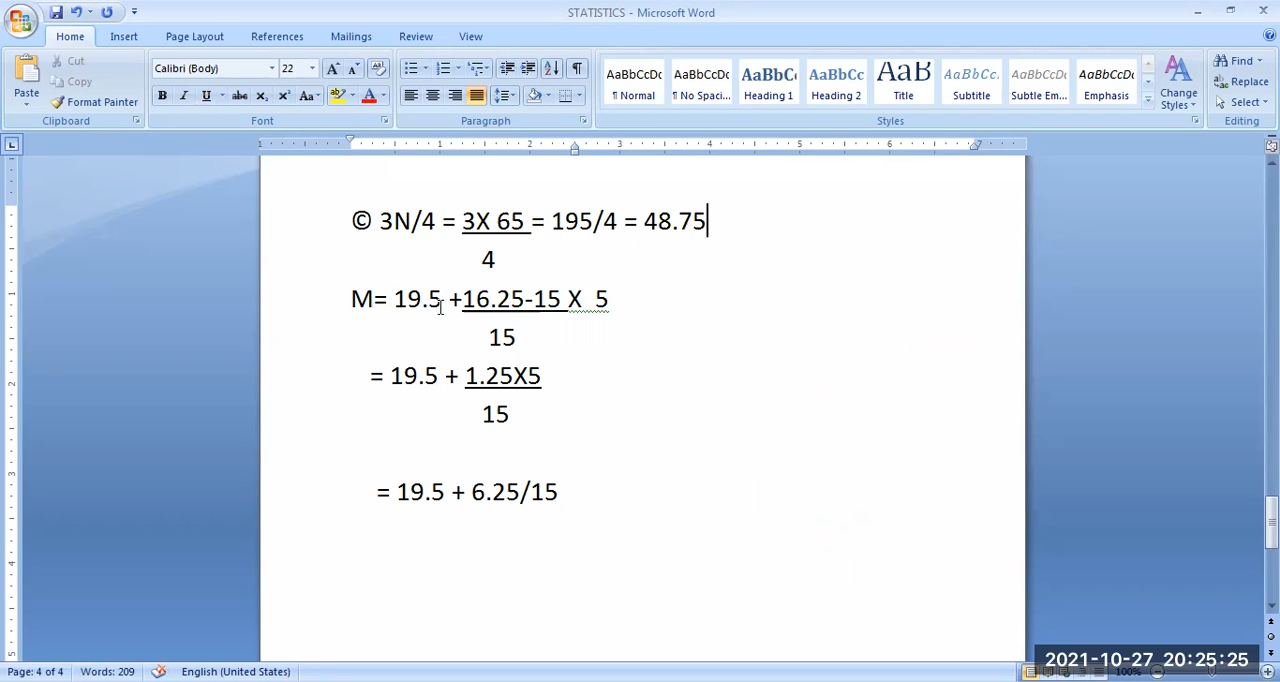 STATISTICS - Microsoft Word
Home Insert Page Layout References Mailings Review View
Paste
Cut
Copy
Format Painter
Clipboard
Calibri (Body) 22
Font
Paragraph
AaBbCcDc AaBbCcDc AaBbC AaBbCc AaB AaBbCc. AaBbCcDc AaBbCcDc
¶ Normal ¶ No Spaci... Heading 1 Heading 2 Title Subtitle Subtle Em... Emphasis
Change Styles
Styles
Find
Replace
Select
Editing
© 3N/4 = 3X 65 = 195/4 = 48.75
4
M= 19.5 +16.25-15 X 5
15
= 19.5 + 1.25X5
15
= 19.5 + 6.25/15
Page: 4 of 4 Words: 209 English (United States) 100%
2021-10-27 20:25:25